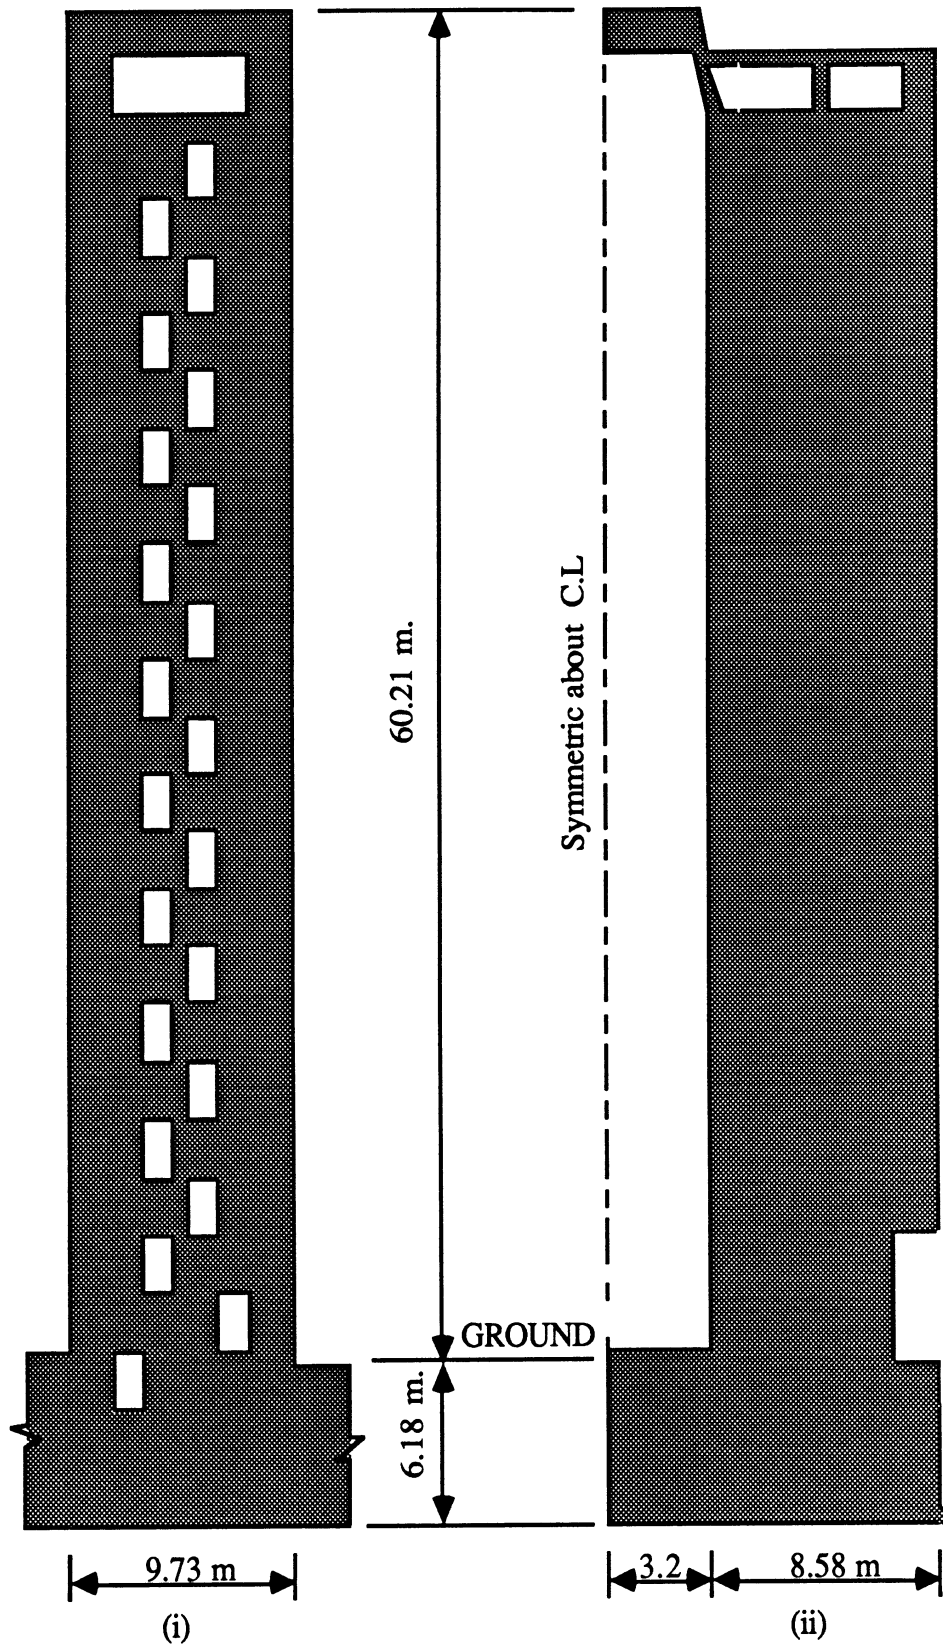 60.21 m.
Symmetric about C.L
GROUND
6.18 m.
9.73 m
3.2
8.58 m
(i)
(ii)